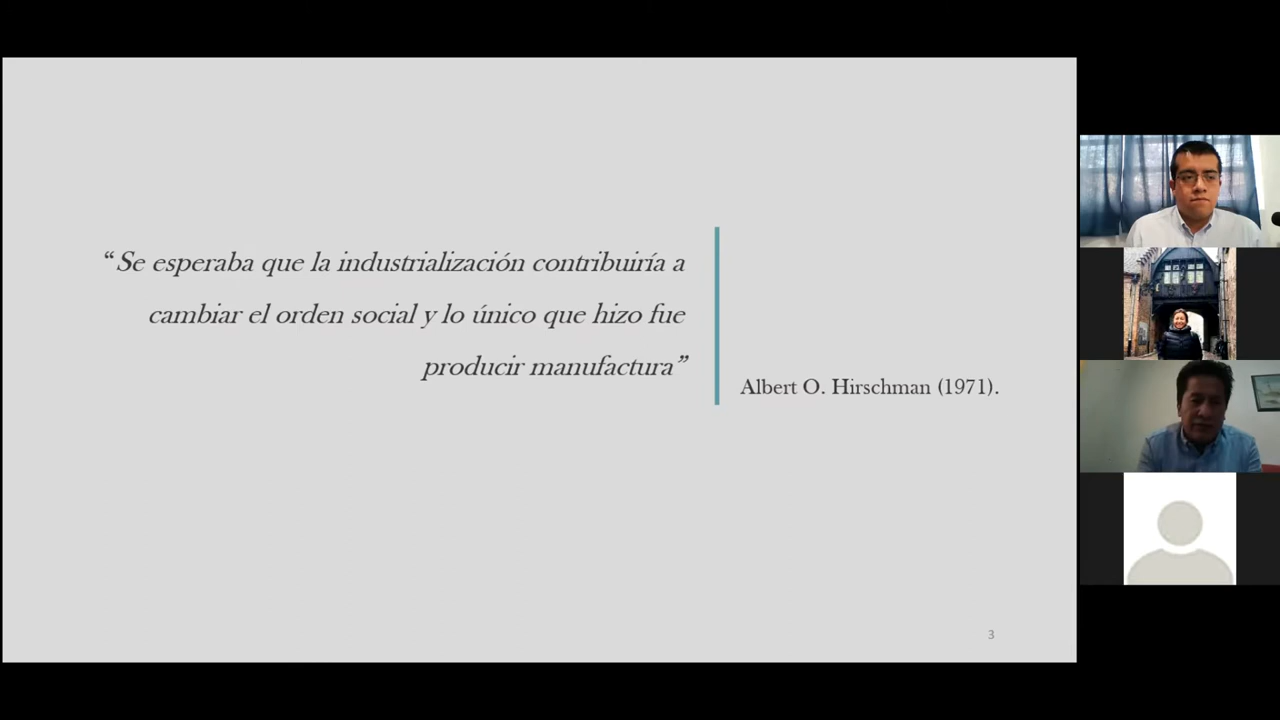 “Se esperaba que la industrialización contribuiría a
cambiar el orden social y lo único que hizo fue
producir manufactura”
Albert O. Hirschman (1971).
3